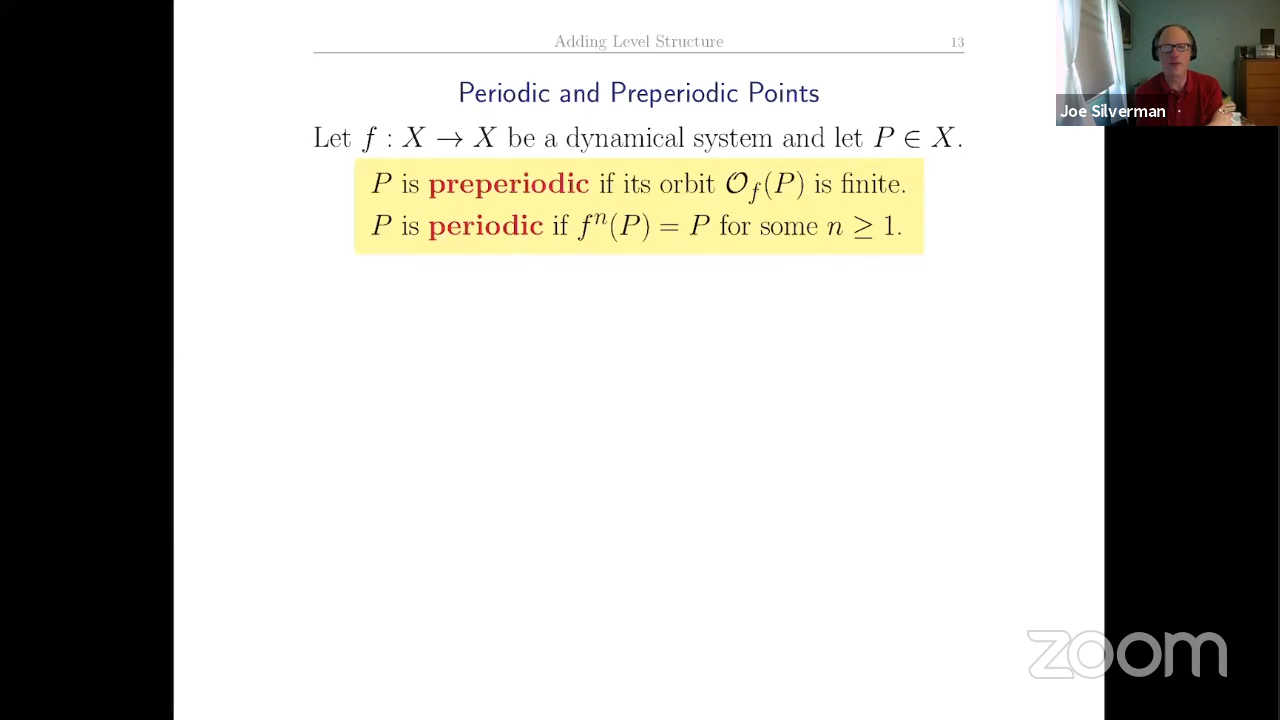 Adding Level Structure 13
Periodic and Preperiodic Points
Let f : X → X be a dynamical system and let P ∈ X.
P is preperiodic if its orbit 𝒪_f(P) is finite.
P is periodic if fⁿ(P) = P for some n ≥ 1.
Joe Silverman
zoom